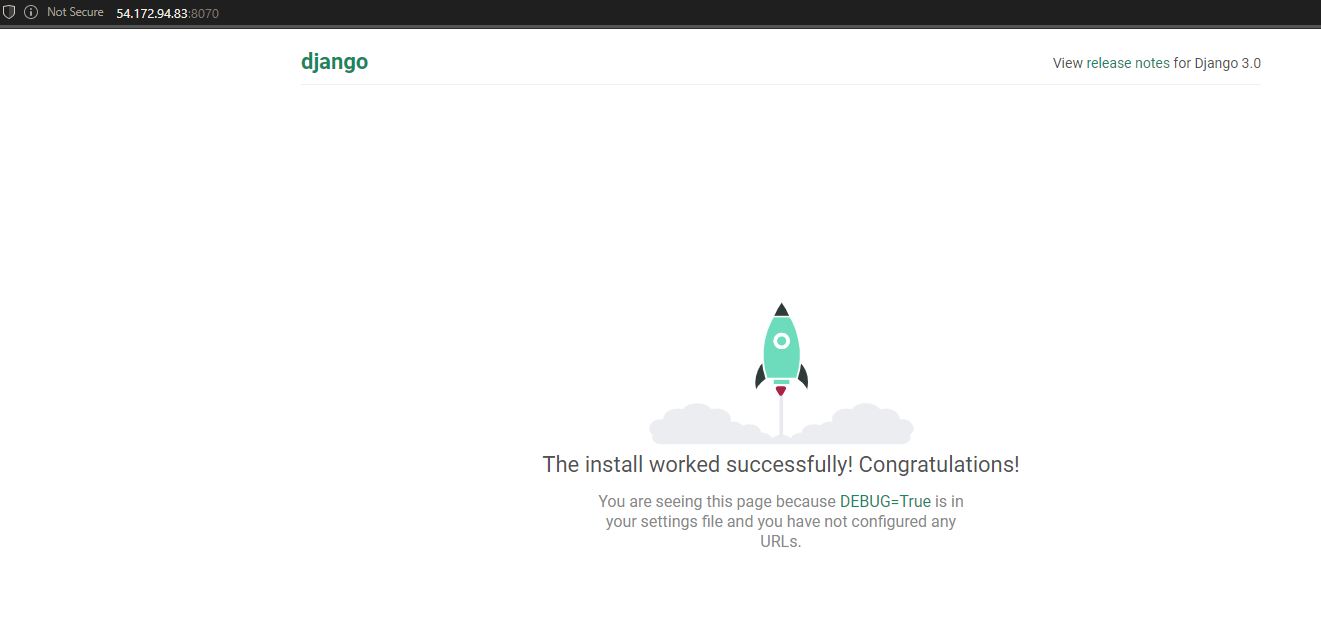 Not Secure 54.172.94.83:8070
django
View release notes for Django 3.0
The install worked successfully! Congratulations!
You are seeing this page because DEBUG=True is in
your settings file and you have not configured any
URLs.